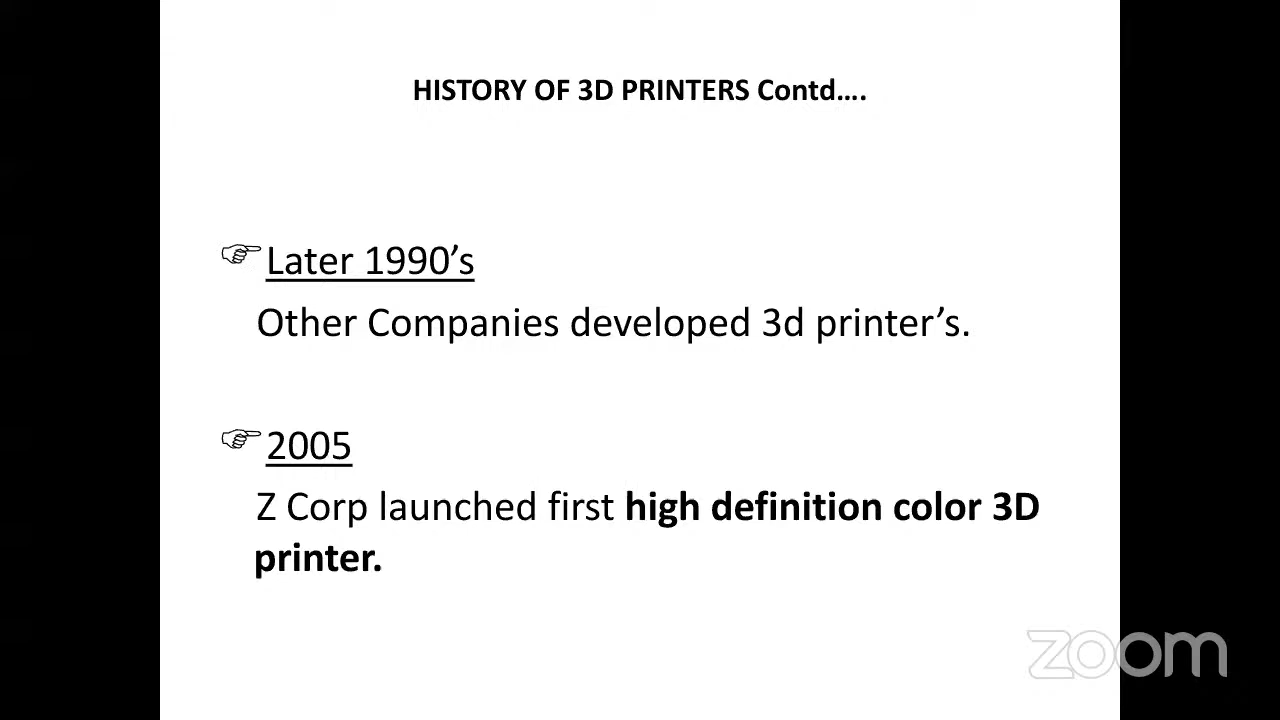 HISTORY OF 3D PRINTERS Contd….
Later 1990’s
Other Companies developed 3d printer’s.
2005
Z Corp launched first high definition color 3D
printer.
zoom